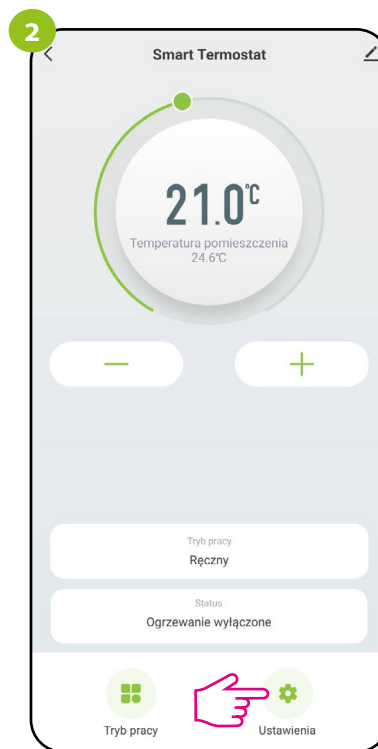 2
Smart Termostat
21.0°C
Temperatura pomieszczenia
24.6°C
Tryb pracy
Ręczny
Status
Ogrzewanie wyłączone
Tryb pracy
Ustawienia